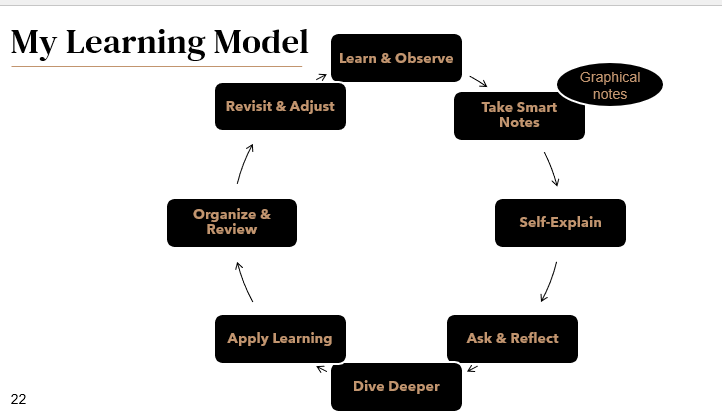 My Learning Model
Learn & Observe
Graphical
notes
Take Smart
Notes
Self-Explain
Ask & Reflect
Dive Deeper
Apply Learning
Organize &
Review
Revisit & Adjust
22